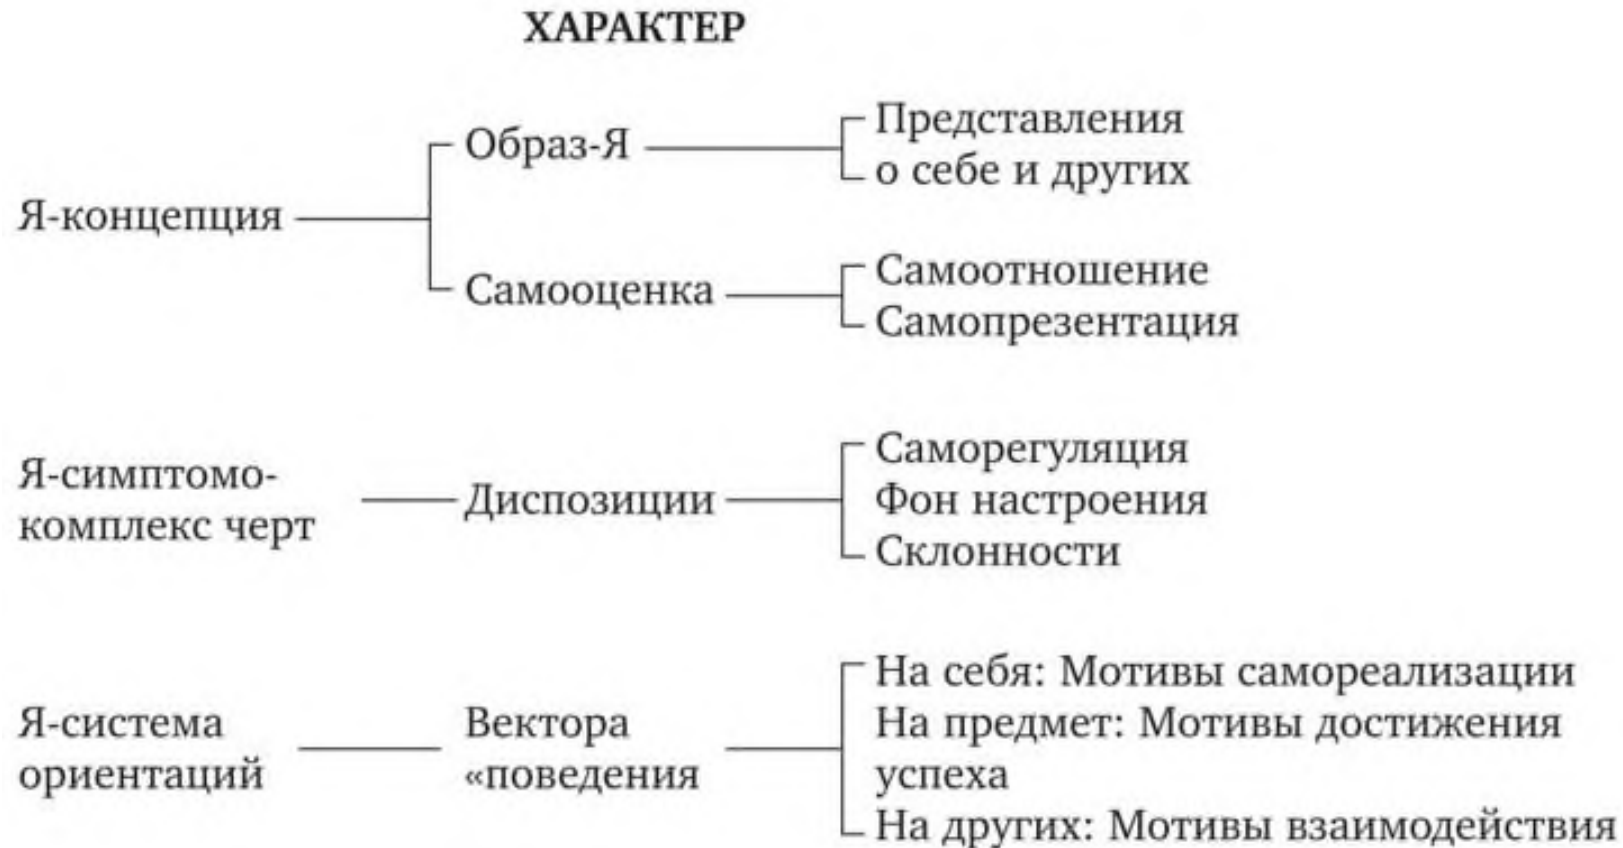 ХАРАКТЕР
Я-концепция
Образ-Я
Представления
о себе и других
Самооценка
Самоотношение
Самопрезентация
Я-симптомо-
комплекс черт
Диспозиции
Саморегуляция
Фон настроения
Склонности
Я-система
ориентаций
Вектора
«поведения
На себя: Мотивы самореализации
На предмет: Мотивы достижения
успеха
На других: Мотивы взаимодействия